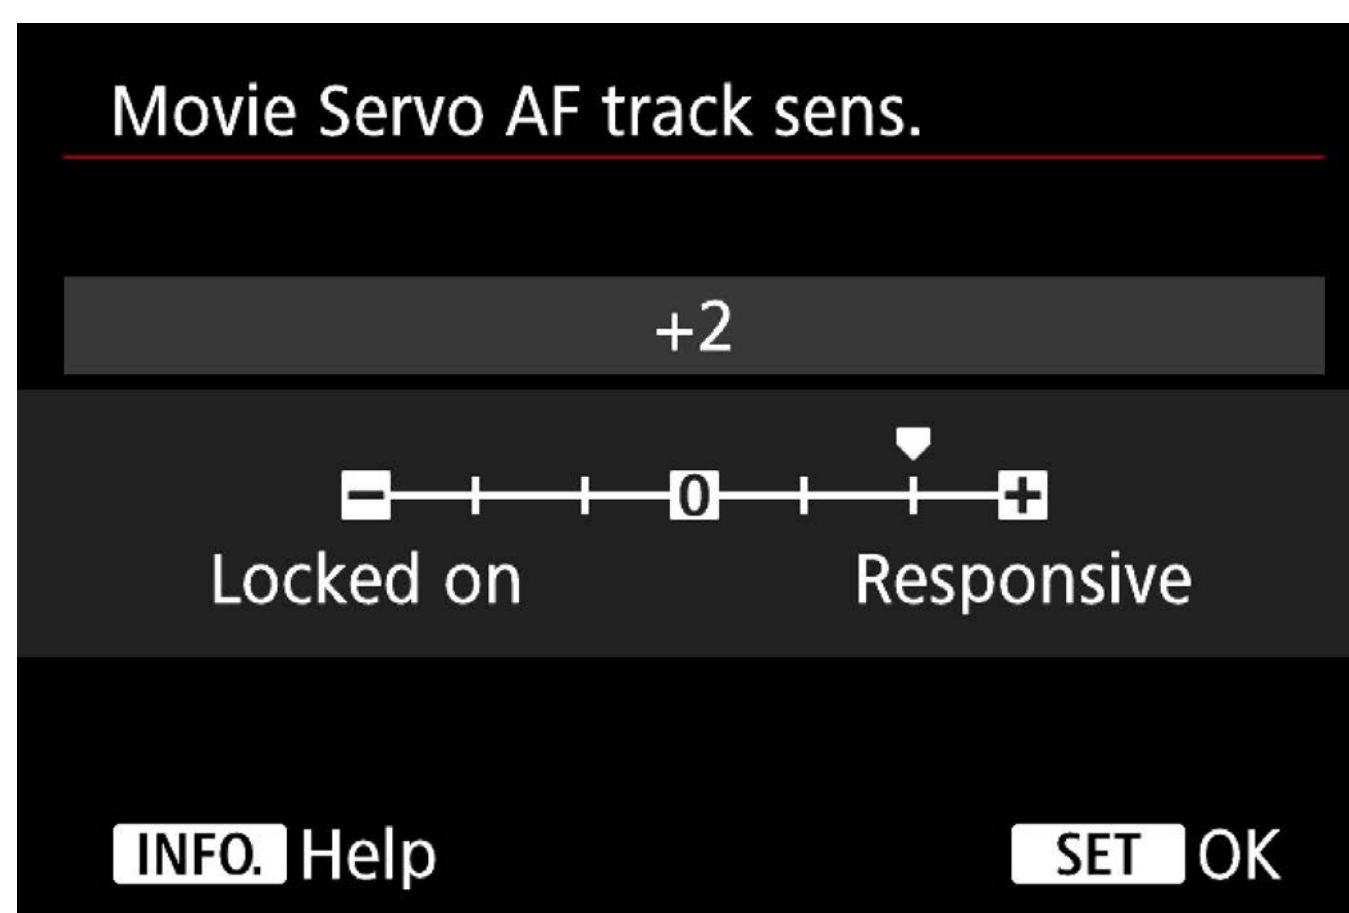 Movie Servo AF track sens.
+2
- 0 +
Locked on Responsive
INFO. Help SET OK